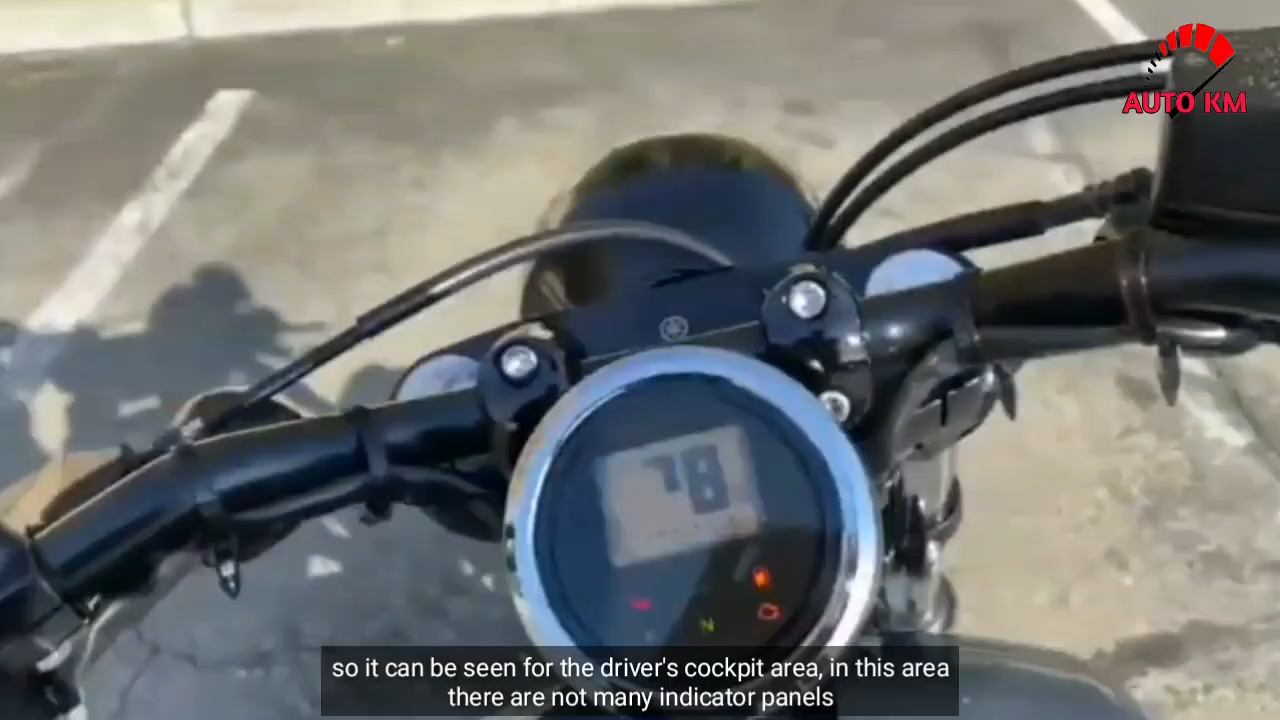 AUTO KM
78
N
so it can be seen for the driver's cockpit area, in this area
there are not many indicator panels